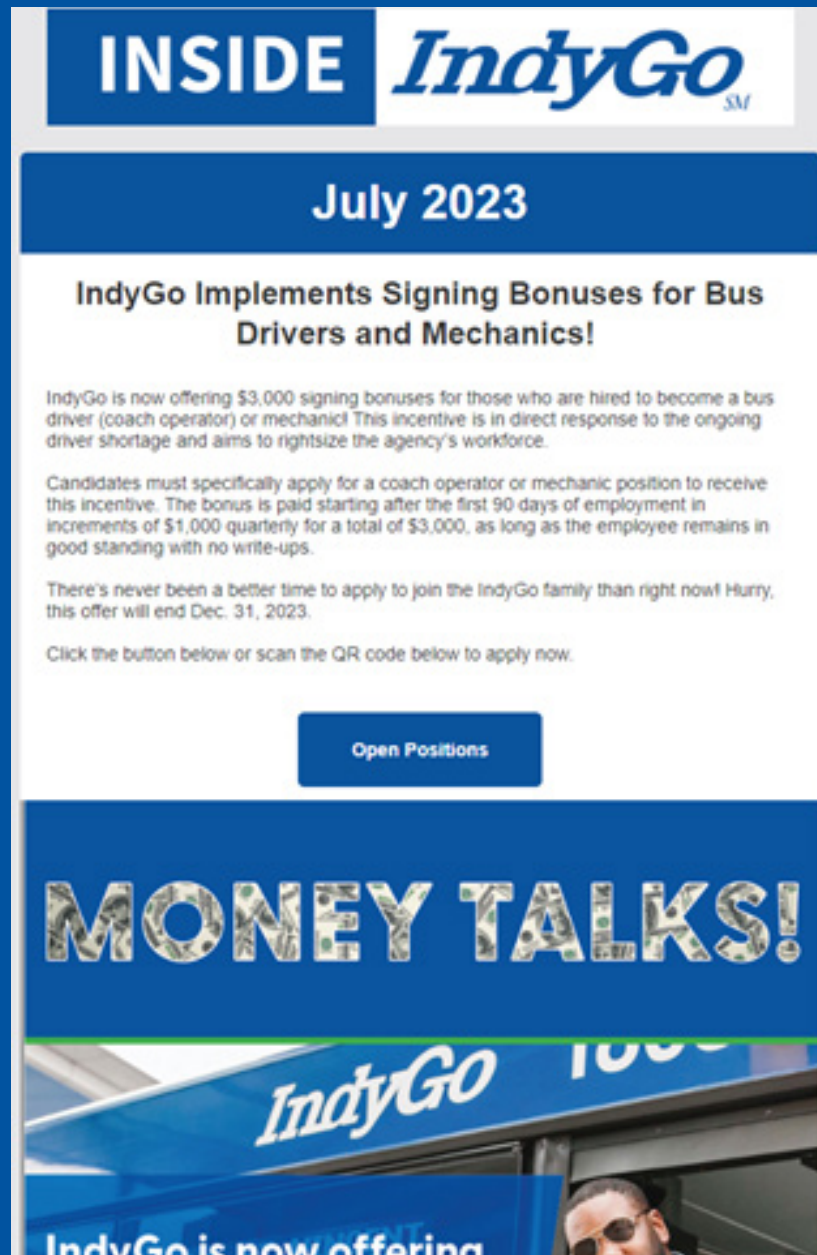 INSIDE IndyGo SM
July 2023
IndyGo Implements Signing Bonuses for Bus
Drivers and Mechanics!
IndyGo is now offering $3,000 signing bonuses for those who are hired to become a bus
driver (coach operator) or mechanic! This incentive is in direct response to the ongoing
driver shortage and aims to rightsize the agency's workforce.
Candidates must specifically apply for a coach operator or mechanic position to receive
this incentive. The bonus is paid starting after the first 90 days of employment in
increments of $1,000 quarterly for a total of $3,000, as long as the employee remains in
good standing with no write-ups.
There's never been a better time to apply to join the IndyGo family than right now! Hurry,
this offer will end Dec. 31, 2023.
Click the button below or scan the QR code below to apply now.
Open Positions
MONEY TALKS!
IndyGo
IndyGo is now offering